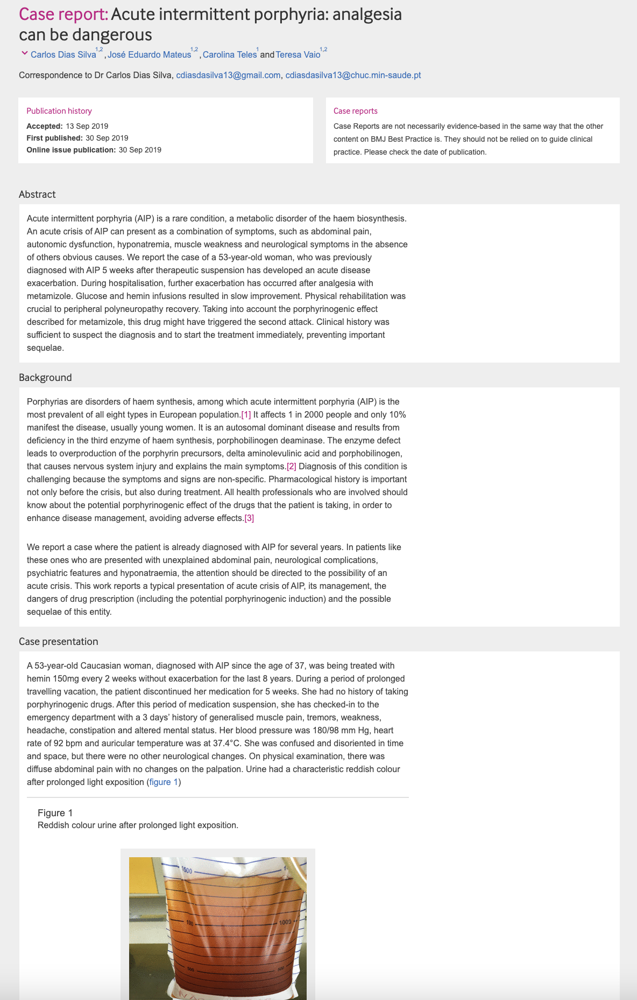 Case report: Acute intermittent porphyria: analgesia
can be dangerous
Carlos Dias Silva1,2, José Eduardo Mateus1,2, Carolina Teles1 and Teresa Vaio1,2
Correspondence to Dr Carlos Dias Silva, cdiasdasilva13@gmail.com, cdiasdasilva13@chuc.min-saude.pt
Publication history
Accepted: 13 Sep 2019
First published: 30 Sep 2019
Online issue publication: 30 Sep 2019
Case reports
Case Reports are not necessarily evidence-based in the same way that the other
content on BMJ Best Practice is. They should not be relied on to guide clinical
practice. Please check the date of publication.
Abstract
Acute intermittent porphyria (AIP) is a rare condition, a metabolic disorder of the haem biosynthesis.
An acute crisis of AIP can present as a combination of symptoms, such as abdominal pain,
autonomic dysfunction, hyponatremia, muscle weakness and neurological symptoms in the absence
of others obvious causes. We report the case of a 53-year-old woman, who was previously
diagnosed with AIP 5 weeks after therapeutic suspension has developed an acute disease
exacerbation. During hospitalisation, further exacerbation has occurred after analgesia with
metamizole. Glucose and hemin infusions resulted in slow improvement. Physical rehabilitation was
crucial to peripheral polyneuropathy recovery. Taking into account the porphyrinogenic effect
described for metamizole, this drug might have triggered the second attack. Clinical history was
sufficient to suspect the diagnosis and to start the treatment immediately, preventing important
sequelae.
Background
Porphyrias are disorders of haem synthesis, among which acute intermittent porphyria (AIP) is the
most prevalent of all eight types in European population.[1] It affects 1 in 2000 people and only 10%
manifest the disease, usually young women. It is an autosomal dominant disease and results from
deficiency in the third enzyme of haem synthesis, porphobilinogen deaminase. The enzyme defect
leads to overproduction of the porphyrin precursors, delta aminolevulinic acid and porphobilinogen,
that causes nervous system injury and explains the main symptoms.[2] Diagnosis of this condition is
challenging because the symptoms and signs are non-specific. Pharmacological history is important
not only before the crisis, but also during treatment. All health professionals who are involved should
know about the potential porphyrinogenic effect of the drugs that the patient is taking, in order to
enhance disease management, avoiding adverse effects.[3]
We report a case where the patient is already diagnosed with AIP for several years. In patients like
these ones who are presented with unexplained abdominal pain, neurological complications,
psychiatric features and hyponatraemia, the attention should be directed to the possibility of an
acute crisis. This work reports a typical presentation of acute crisis of AIP, its management, the
dangers of drug prescription (including the potential porphyrinogenic induction) and the possible
sequelae of this entity.
Case presentation
A 53-year-old Caucasian woman, diagnosed with AIP since the age of 37, was being treated with
hemin 150mg every 2 weeks without exacerbation for the last 8 years. During a period of prolonged
travelling vacation, the patient discontinued her medication for 5 weeks. She had no history of taking
porphyrinogenic drugs. After this period of medication suspension, she has checked-in to the
emergency department with a 3 days’ history of generalised muscle pain, tremors, weakness,
headache, constipation and altered mental status. Her blood pressure was 180/98 mm Hg, heart
rate of 92 bpm and auricular temperature was at 37.4°C. She was confused and disoriented in time
and space, but there were no other neurological changes. On physical examination, there was
diffuse abdominal pain with no changes on the palpation. Urine had a characteristic reddish colour
after prolonged light exposition (figure 1)
Figure 1
Reddish colour urine after prolonged light exposition.
1500
1000
500 500